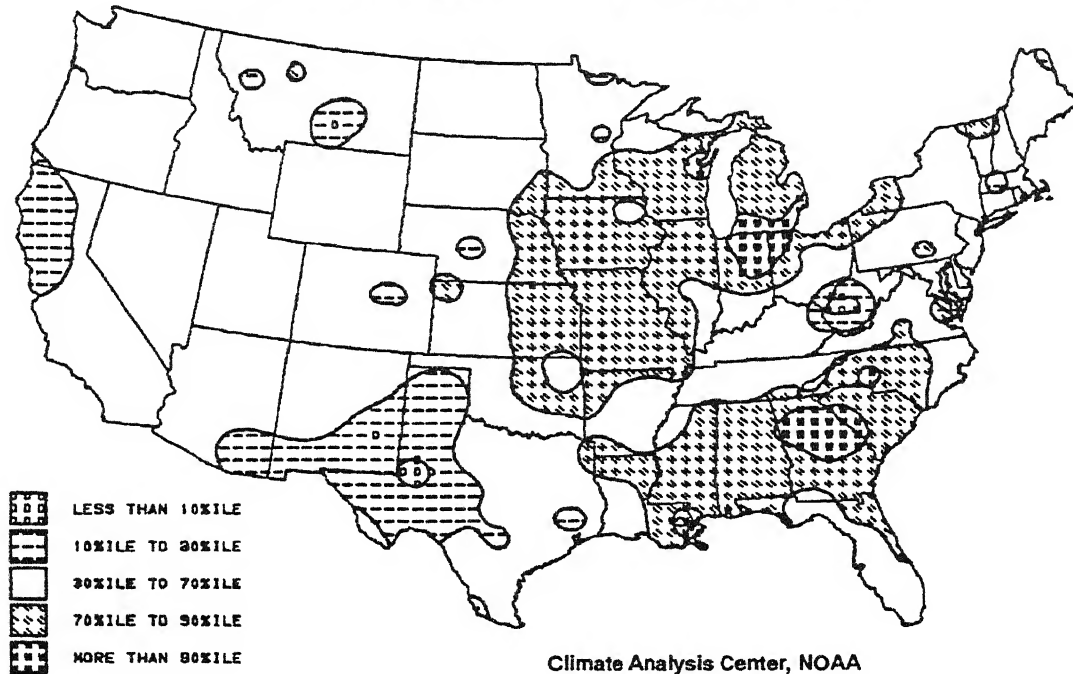 LESS THAN 10%ILE
10%ILE TO 30%ILE
30%ILE TO 70%ILE
70%ILE TO 90%ILE
MORE THAN 90%ILE
Climate Analysis Center, NOAA